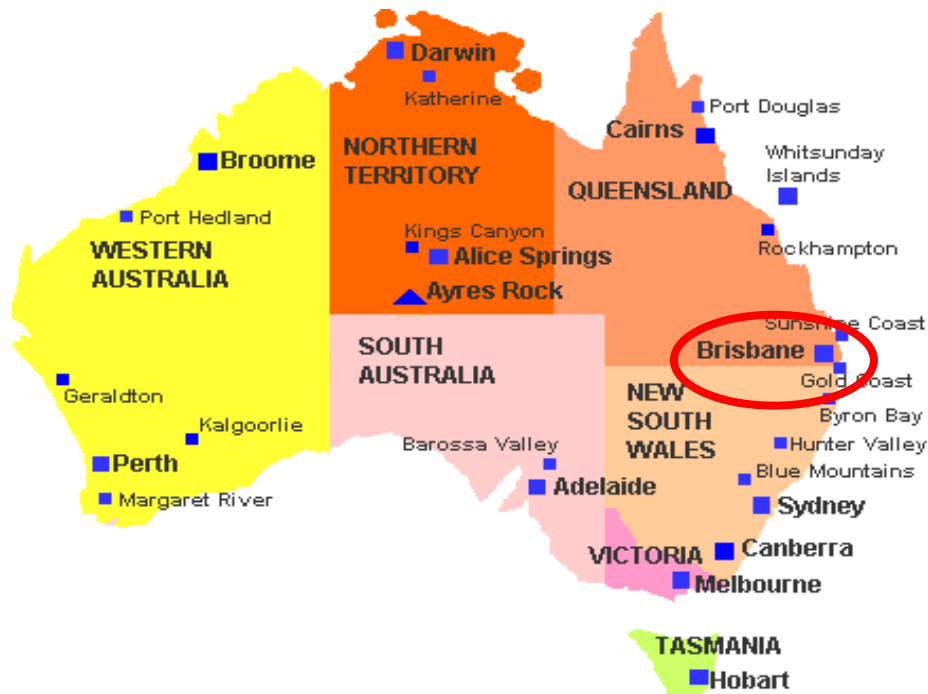 Darwin
Katherine
Port Douglas
Cairns
Broome
NORTHERN
TERRITORY
Whitsunday
Islands
QUEENSLAND
Port Hedland
Kings Canyon
Rockhampton
WESTERN
AUSTRALIA
Alice Springs
Ayres Rock
Sunshine Coast
SOUTH
AUSTRALIA
Brisbane
Gold Coast
Geraldton
NEW
SOUTH
WALES
Byron Bay
Kalgoorlie
Barossa Valley
Hunter Valley
Perth
Blue Mountains
Margaret River
Adelaide
Sydney
VICTORIA
Canberra
Melbourne
TASMANIA
Hobart